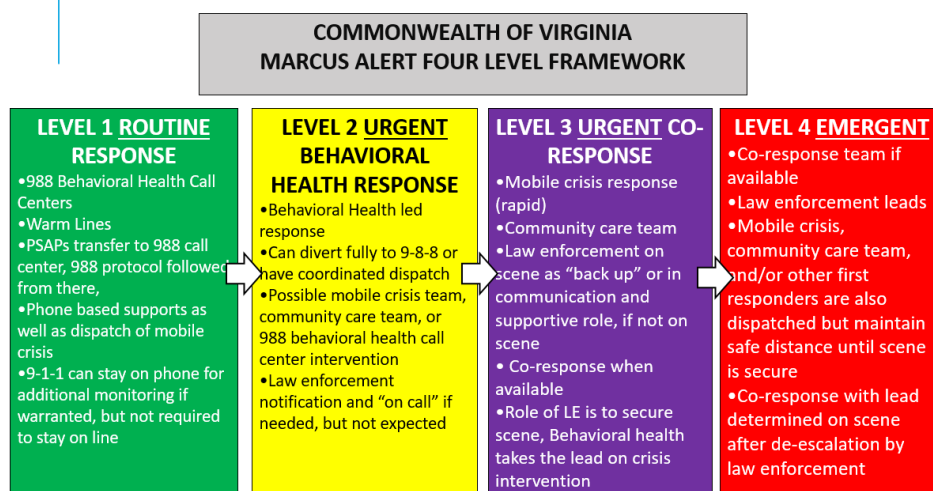 COMMONWEALTH OF VIRGINIA
MARCUS ALERT FOUR LEVEL FRAMEWORK
LEVEL 1 ROUTINE
RESPONSE
•988 Behavioral Health Call
Centers
•Warm Lines
•PSAPs transfer to 988 call
center, 988 protocol followed
from there,
•Phone based supports as
well as dispatch of mobile
crisis
•9-1-1 can stay on phone for
additional monitoring if
warranted, but not required
to stay on line
LEVEL 2 URGENT
BEHAVIORAL
HEALTH RESPONSE
•Behavioral Health led
response
•Can divert fully to 9-8-8 or
have coordinated dispatch
•Possible mobile crisis team,
community care team, or
988 behavioral health call
center intervention
•Law enforcement
notification and “on call” if
needed, but not expected
LEVEL 3 URGENT CO-
RESPONSE
•Mobile crisis response
(rapid)
•Community care team
•Law enforcement on
scene as “back up” or in
communication and
supportive role, if not on
scene
• Co-response when
available
•Role of LE is to secure
scene, Behavioral health
takes the lead on crisis
intervention
LEVEL 4 EMERGENT
•Co-response team if
available
•Law enforcement leads
•Mobile crisis,
community care team,
and/or other first
responders are also
dispatched but maintain
safe distance until scene
is secure
•Co-response with lead
determined on scene
after de-escalation by
law enforcement